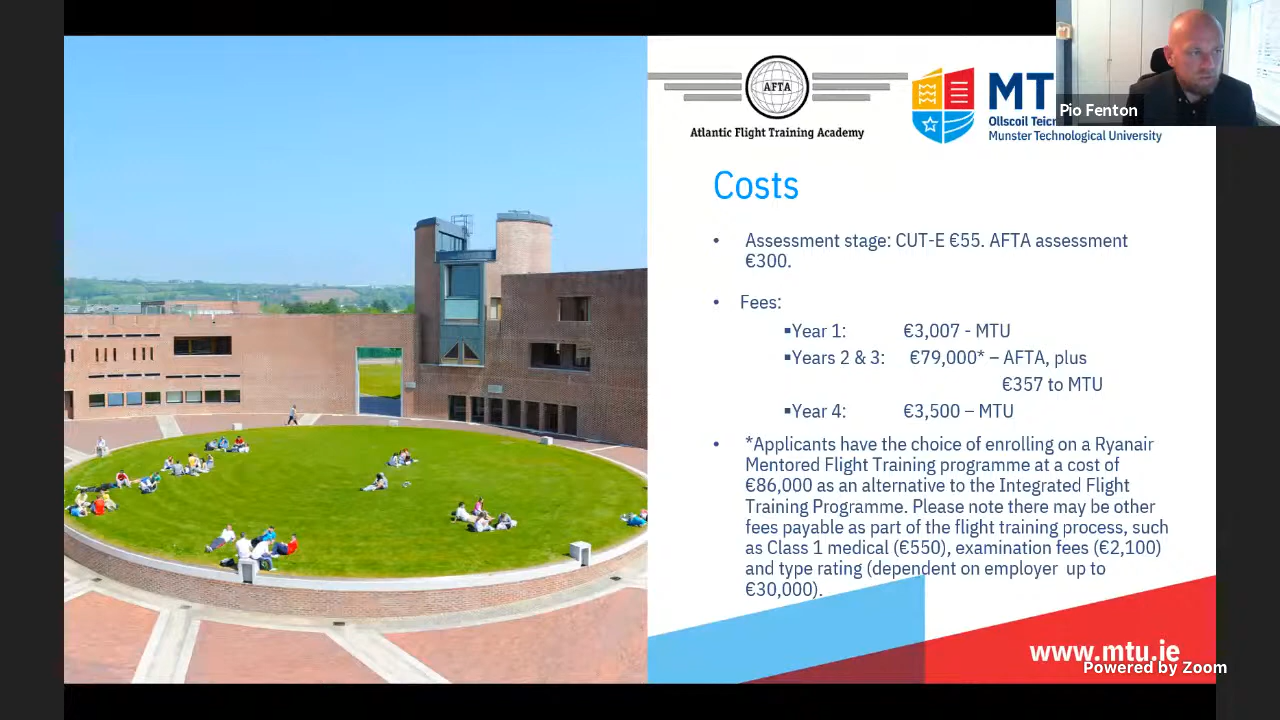 AFTA
Atlantic Flight Training Academy
MT
Ollscoil Teic
Munster Technological University
Pio Fenton
Costs
• Assessment stage: CUT-E €55. AFTA assessment
€300.
• Fees:
▪Year 1: €3,007 - MTU
▪Years 2 & 3: €79,000* – AFTA, plus
€357 to MTU
▪Year 4: €3,500 – MTU
• *Applicants have the choice of enrolling on a Ryanair
Mentored Flight Training programme at a cost of
€86,000 as an alternative to the Integrated Flight
Training Programme. Please note there may be other
fees payable as part of the flight training process, such
as Class 1 medical (€550), examination fees (€2,100)
and type rating (dependent on employer up to
€30,000).
www.mtu.ie
Powered by Zoom